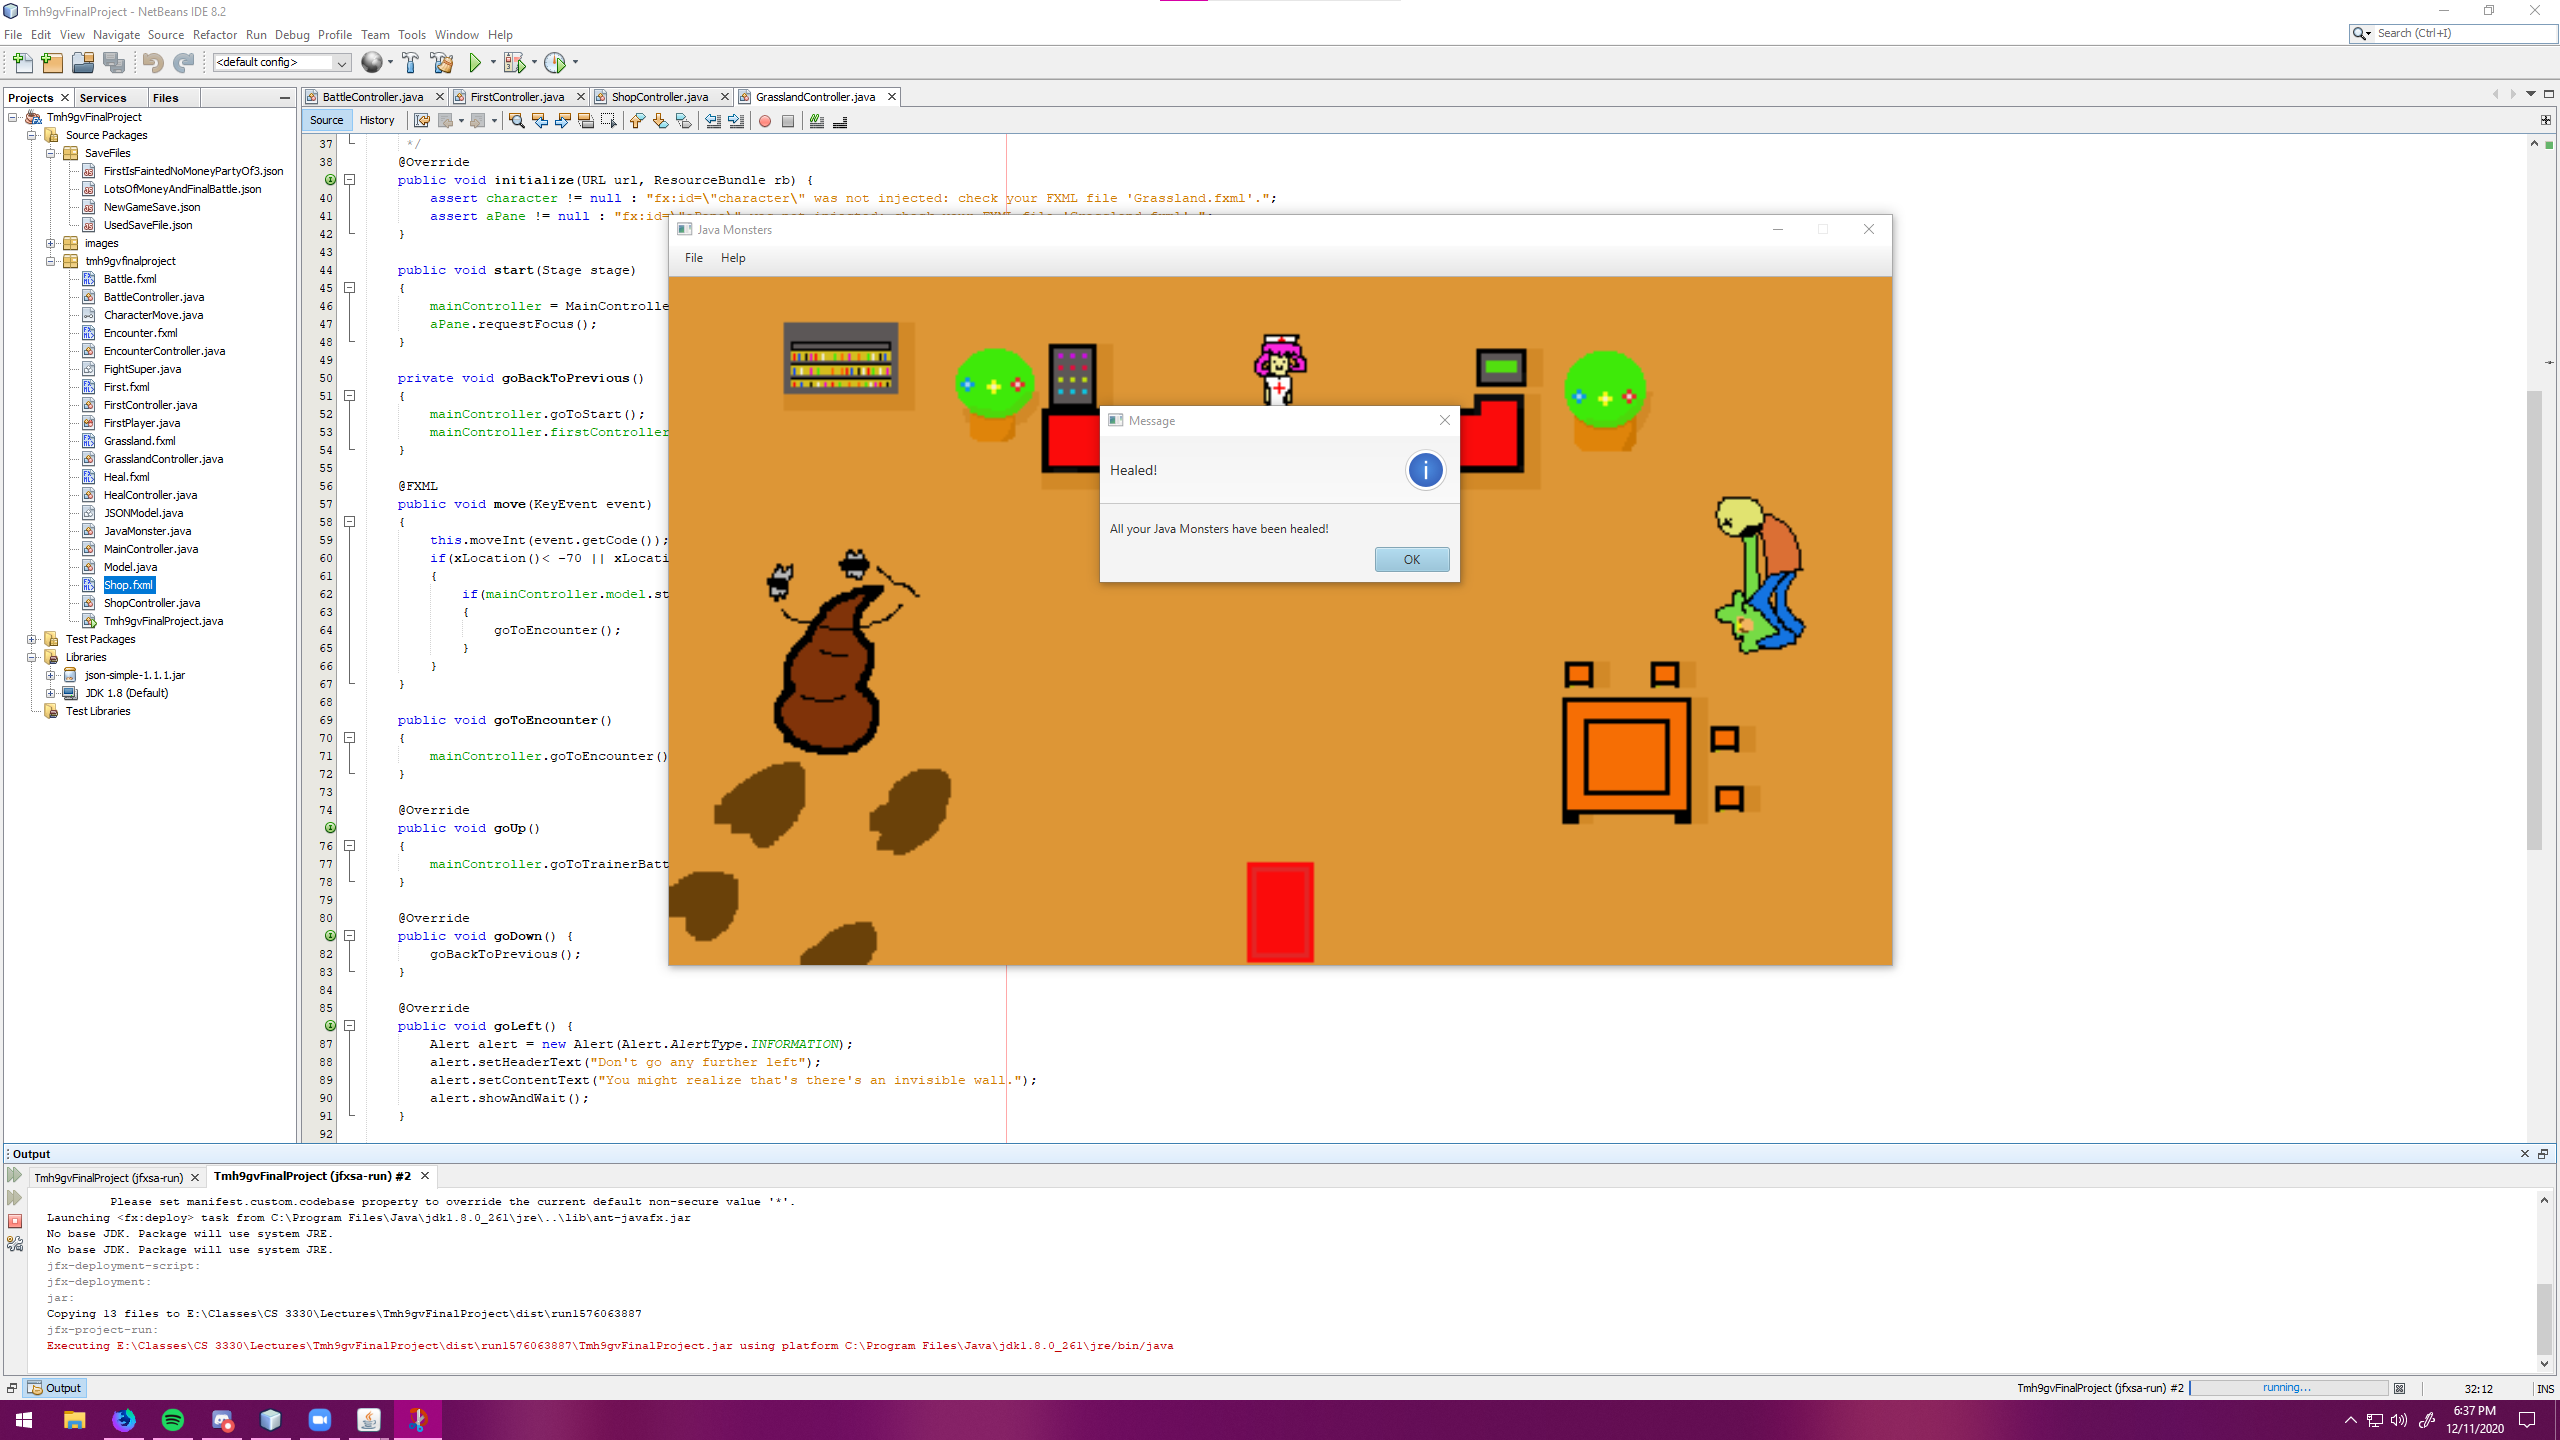 Tmh9gvFinalProject - NetBeans IDE 8.2
File Edit View Navigate Source Refactor Run Debug Profile Team Tools Window Help
Search (Ctrl+I)
<default config>
Projects Services Files
BattleController.java FirstController.java ShopController.java GrasslandController.java
Source History
Tmh9gvFinalProject
Source Packages
SaveFiles
FirstIsFaintedNoMoneyPartyOf3.json
LotsOfMoneyAndFinalBattle.json
NewGameSave.json
UsedSaveFile.json
images
tmh9gvfinalproject
Battle.fxml
BattleController.java
CharacterMove.java
Encounter.fxml
EncounterController.java
FightSuper.java
First.fxml
FirstController.java
FirstPlayer.java
Grassland.fxml
GrasslandController.java
Heal.fxml
HealController.java
JSONModel.java
JavaMonster.java
MainController.java
Model.java
Shop.fxml
ShopController.java
Tmh9gvFinalProject.java
Test Packages
Libraries
json-simple-1.1.1.jar
JDK 1.8 (Default)
Test Libraries
37 */
38 @Override
public void initialize(URL url, ResourceBundle rb) {
40 assert character != null : "fx:id=\"character\" was not injected: check your FXML file 'Grassland.fxml'.";
41 assert aPane != null : "fx:id=\"aPane\" was not injected: check your FXML file 'Grassland.fxml'.";
42 }
43
44 public void start(Stage stage)
45 {
46 mainController = MainControlle
47 aPane.requestFocus();
48 }
49
50 private void goBackToPrevious()
51 {
52 mainController.goToStart();
53 mainController.firstController
54 }
55
56 @FXML
57 public void move(KeyEvent event)
58 {
59 this.moveInt(event.getCode());
60 if(xLocation()< -70 || xLocati
61 {
62 if(mainController.model.st
63 {
64 goToEncounter();
65 }
66 }
67 }
68
69 public void goToEncounter()
70 {
71 mainController.goToEncounter()
72 }
73
74 @Override
public void goUp()
76 {
77 mainController.goToTrainerBatt
78 }
79
80 @Override
public void goDown() {
82 goBackToPrevious();
83 }
84
85 @Override
public void goLeft() {
87 Alert alert = new Alert(Alert.AlertType.INFORMATION);
88 alert.setHeaderText("Don't go any further left");
89 alert.setContentText("You might realize that's there's an invisible wall.");
90 alert.showAndWait();
91 }
92
Java Monsters
File Help
Message
Healed!
All your Java Monsters have been healed!
OK
Output
Tmh9gvFinalProject (jfxsa-run) Tmh9gvFinalProject (jfxsa-run) #2
Please set manifest.custom.codebase property to override the current default non-secure value '*'.
Launching <fx:deploy> task from C:\Program Files\Java\jdk1.8.0_261\jre\..\lib\ant-javafx.jar
No base JDK. Package will use system JRE.
No base JDK. Package will use system JRE.
jfx-deployment-script:
jfx-deployment:
jar:
Copying 13 files to E:\Classes\CS 3330\Lectures\Tmh9gvFinalProject\dist\run1576063887
jfx-project-run:
Executing E:\Classes\CS 3330\Lectures\Tmh9gvFinalProject\dist\run1576063887\Tmh9gvFinalProject.jar using platform C:\Program Files\Java\jdk1.8.0_261\jre/bin/java
Output
Tmh9gvFinalProject (jfxsa-run) #2 running... 32:12 INS
6:37 PM
12/11/2020